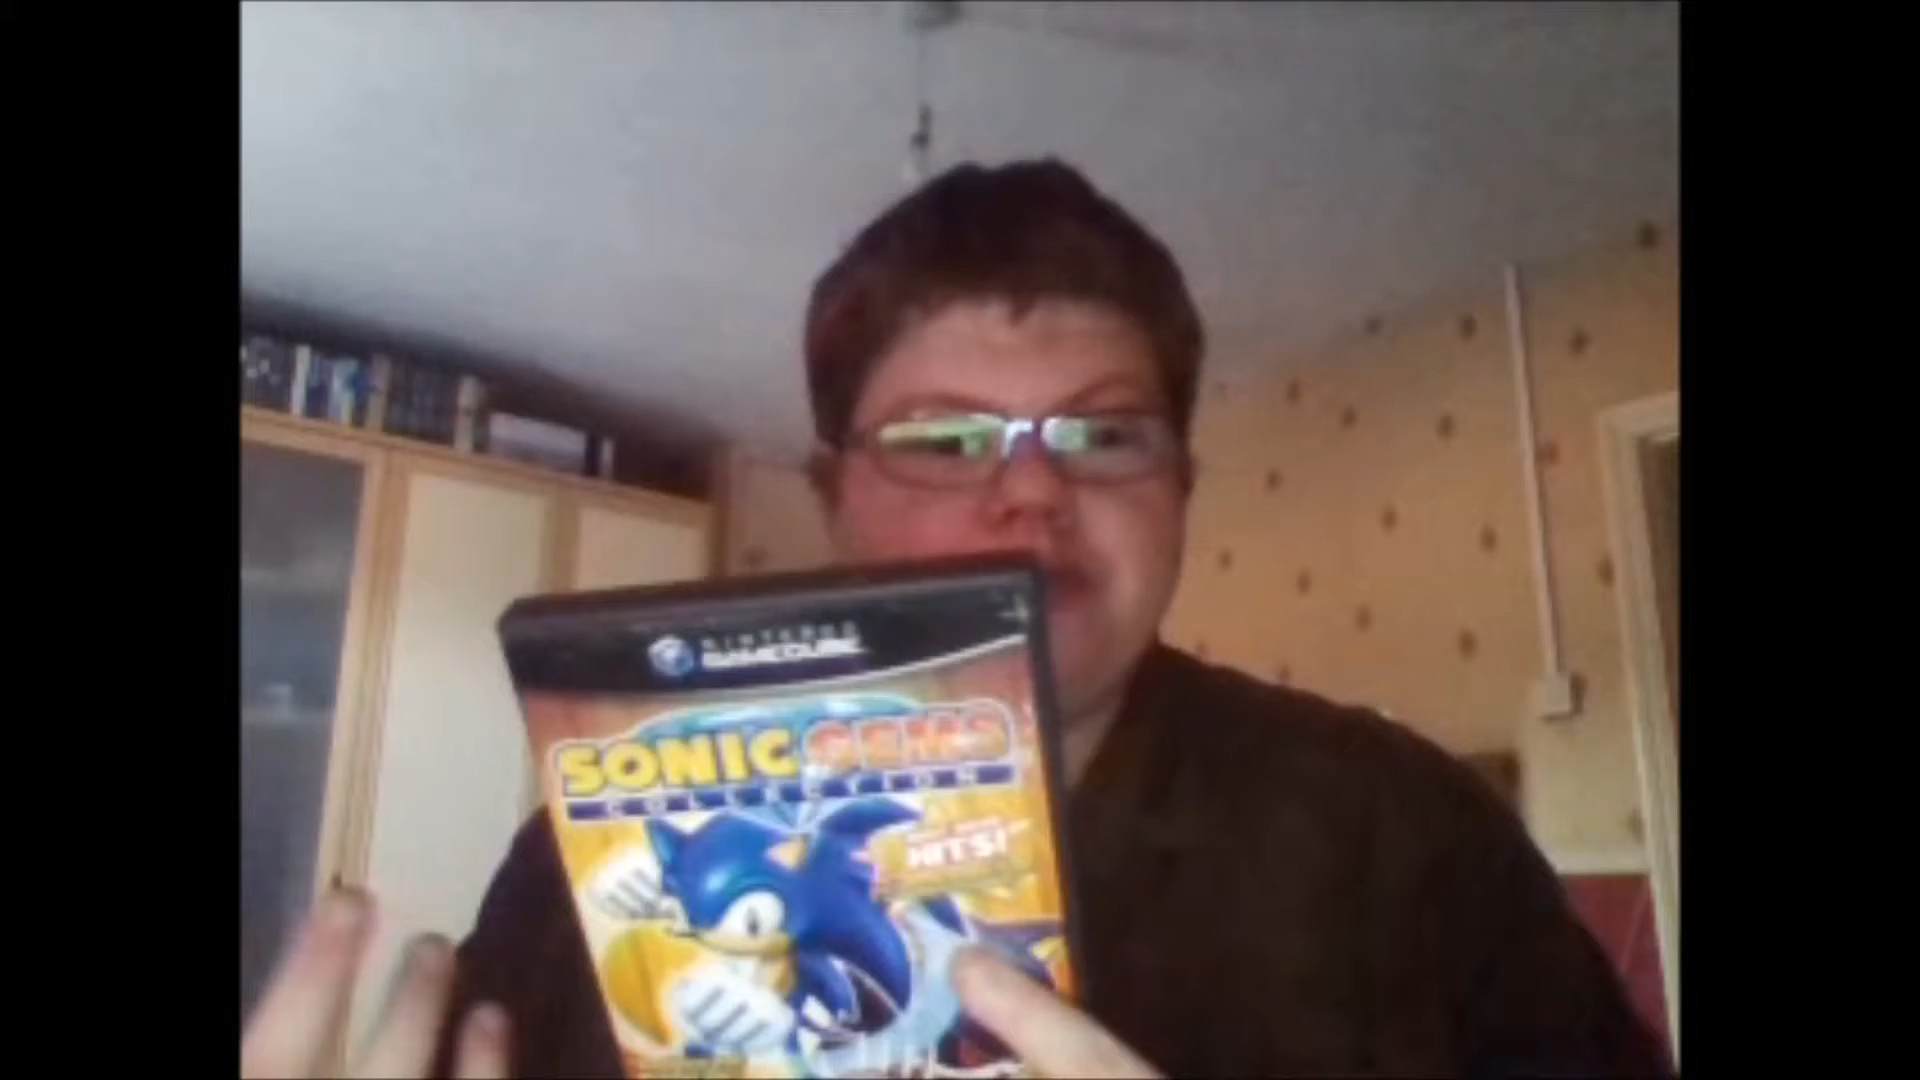 NINTENDO
GAMECUBE
SONIC GEMS
COLLECTION
HITS!